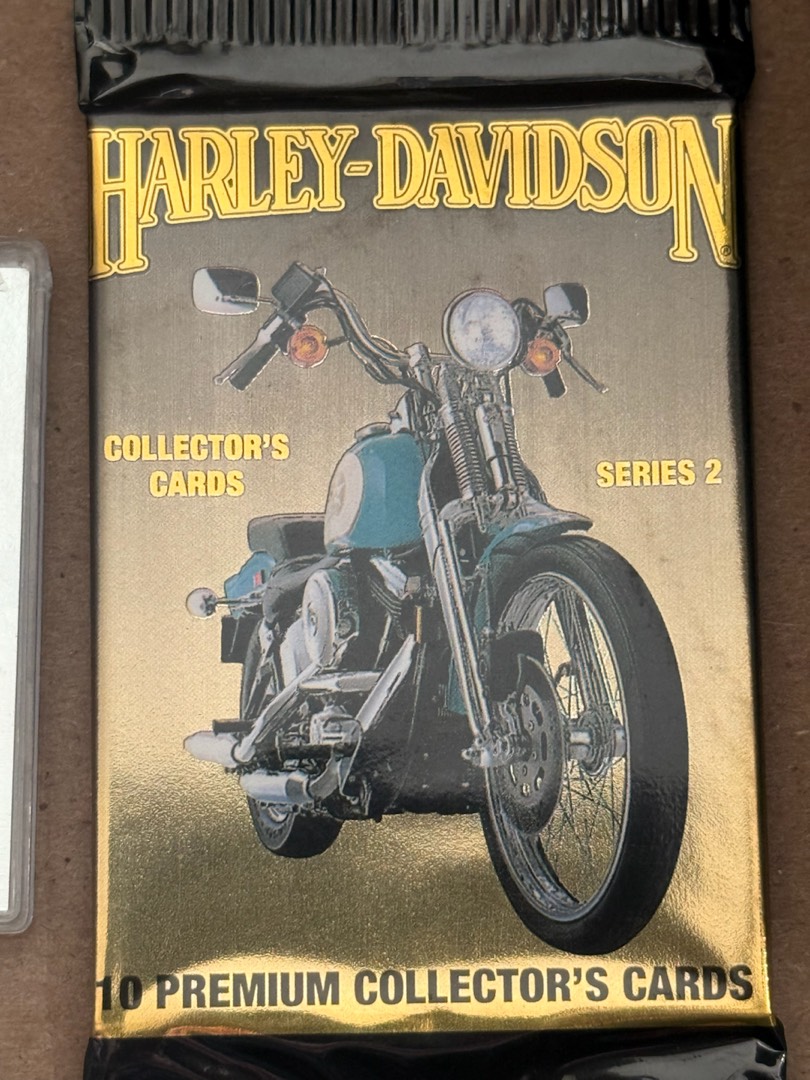 HARLEY-DAVIDSON®
COLLECTOR'S
CARDS
SERIES 2
10 PREMIUM COLLECTOR'S CARDS